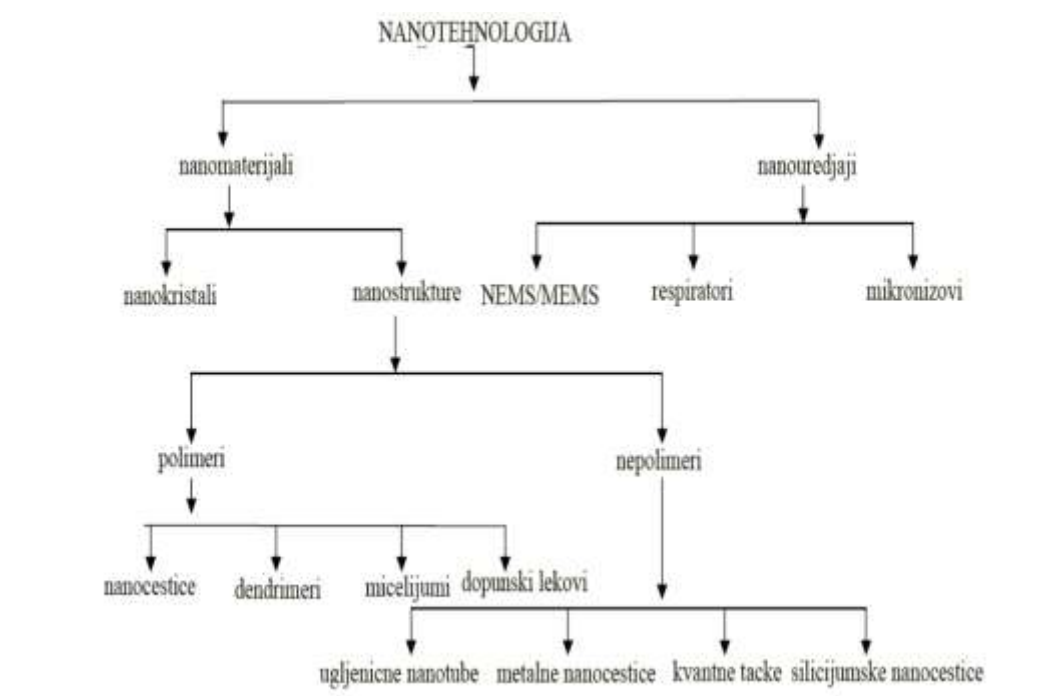 NANOTEHNOLOGIJA
nanomaterijali
nanouredjaji
nanokristali
nanostrukture
NEMS/MEMS
respiratori
mikronizovi
polimeri
nepolimeri
nanocestice
dendrimeri
micelijumi
dopunski lekovi
ugljenicne nanotube
metalne nanocestice
kvantne tacke
silicijumske nanocestice